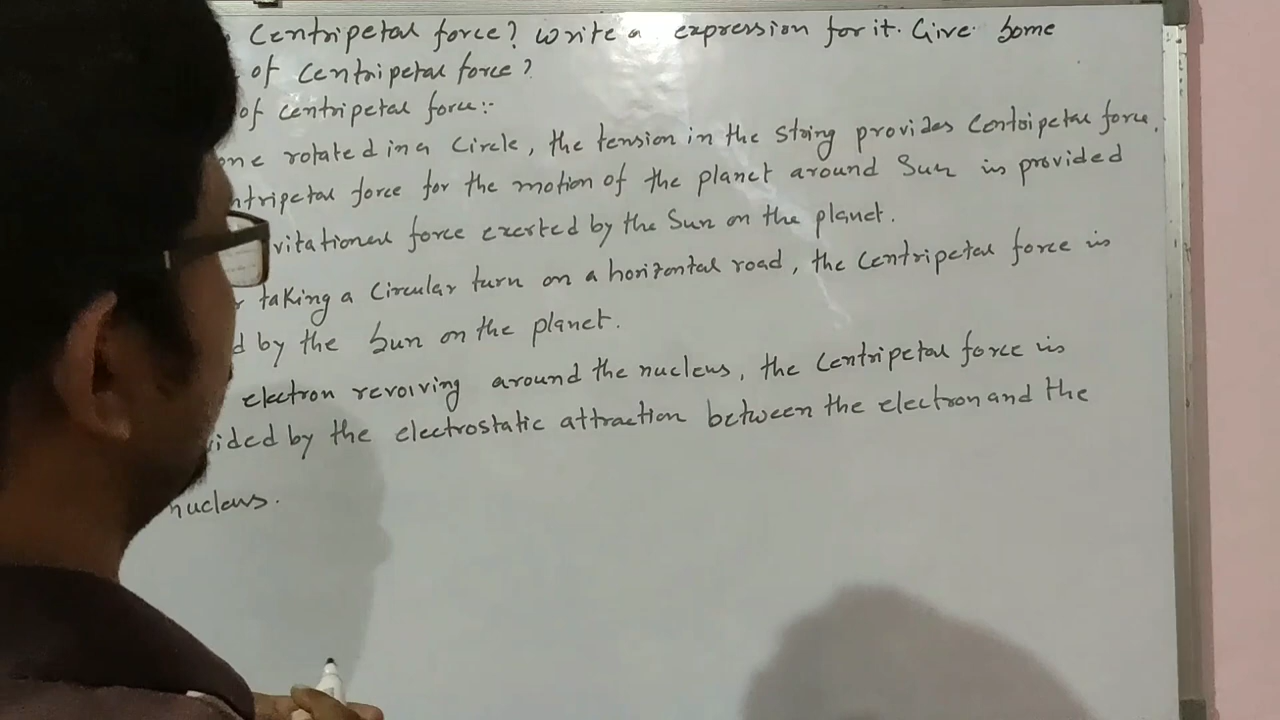 Centripetal force? Write a expression for it. Give some
of Centripetal force?
of centripetal force:-
rotated in a Circle, the tension in the String provides Centripetal force.
force for the motion of the planet around Sun is provided
force exerted by the Sun on the planet.
taking a Circular turn on a horizontal road, the Centripetal force is
by the Sun on the planet.
electron revolving around the nucleus, the Centripetal force is
by the electrostatic attraction between the electron and the
nucleus.